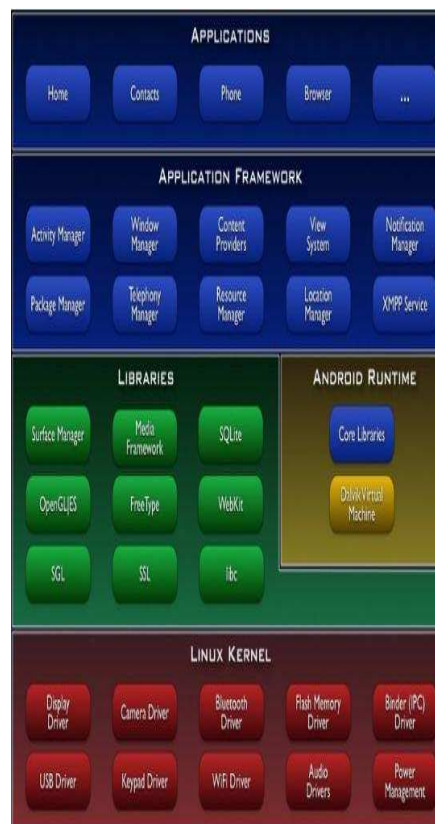 APPLICATIONS
Home
Contacts
Phone
Browser
...
APPLICATION FRAMEWORK
Activity Manager
Window
Manager
Content
Providers
View
System
Notification
Manager
Package Manager
Telephony
Manager
Resource
Manager
Location
Manager
XMPP Service
LIBRARIES
Surface Manager
Media
Framework
SQLite
OpenGL|ES
FreeType
WebKit
SGL
SSL
libc
ANDROID RUNTIME
Core Libraries
Dalvik Virtual
Machine
LINUX KERNEL
Display
Driver
Camera Driver
Bluetooth
Driver
Flash Memory
Driver
Binder (IPC)
Driver
USB Driver
Keypad Driver
WiFi Driver
Audio
Drivers
Power
Management